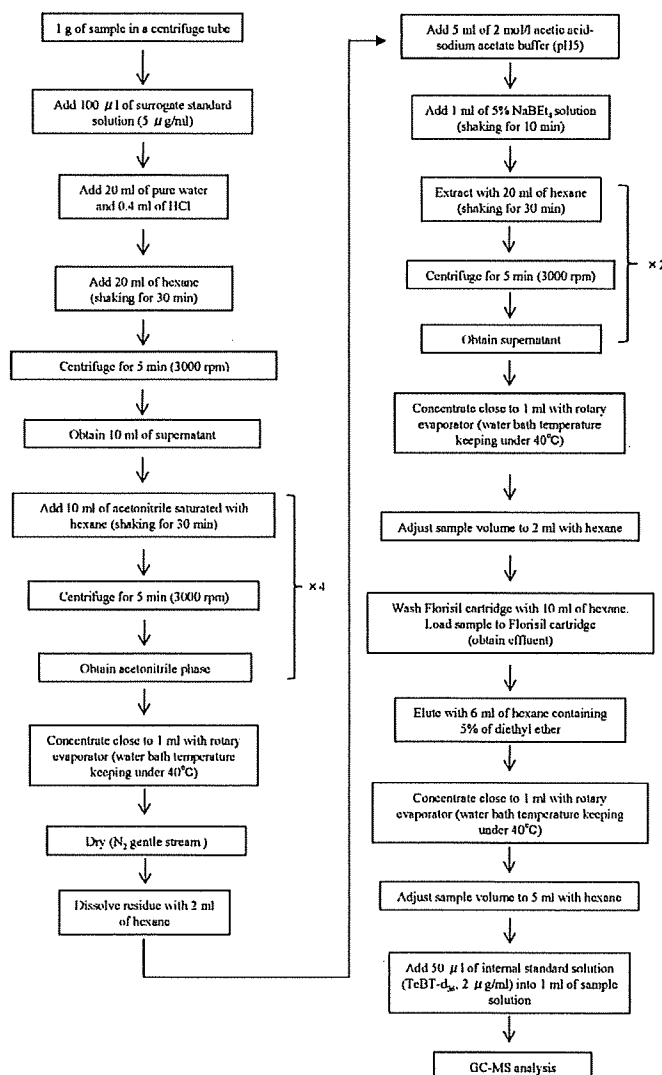 1 g of sample in a centrifuge tube
Add 100 μl of surrogate standard
solution (5 μg/ml)
Add 20 ml of pure water
and 0.4 ml of HCl
Add 20 ml of hexane
(shaking for 30 min)
Centrifuge for 5 min (3000 rpm)
Obtain 10 ml of supernatant
Add 10 ml of acetonitrile saturated with
hexane (shaking for 30 min)
Centrifuge for 5 min (3000 rpm)
Obtain acetonitrile phase
×4
Concentrate close to 1 ml with rotary
evaporator (water bath temperature
keeping under 40°C)
Dry (N₂ gentle stream )
Dissolve residue with 2 ml
of hexane
Add 5 ml of 2 mol/l acetic acid-
sodium acetate buffer (pH5)
Add 1 ml of 5% NaBEt₄ solution
(shaking for 10 min)
Extract with 20 ml of hexane
(shaking for 30 min)
Centrifuge for 5 min (3000 rpm)
Obtain supernatant
×2
Concentrate close to 1 ml with rotary
evaporator (water bath temperature
keeping under 40°C)
Adjust sample volume to 2 ml with hexane
Wash Florisil cartridge with 10 ml of hexane.
Load sample to Florisil cartridge
(obtain effluent)
Elute with 6 ml of hexane containing
5% of diethyl ether
Concentrate close to 1 ml with rotary
evaporator (water bath temperature keeping
under 40°C)
Adjust sample volume to 5 ml with hexane
Add 50 μl of internal standard solution
(TeBT-d₃₆, 2 μg/ml) into 1 ml of sample
solution
GC-MS analysis